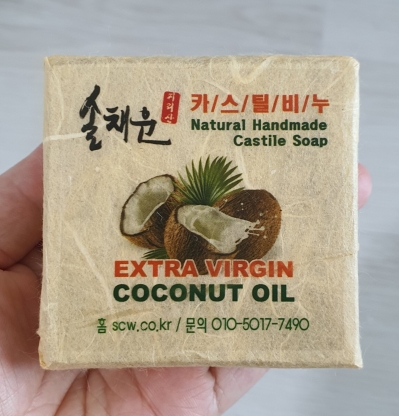 솔채운
지리산
카/스/틸/비/누
Natural Handmade
Castile Soap
EXTRA VIRGIN
COCONUT OIL
홈 scw.co.kr / 문의 010-5017-7490